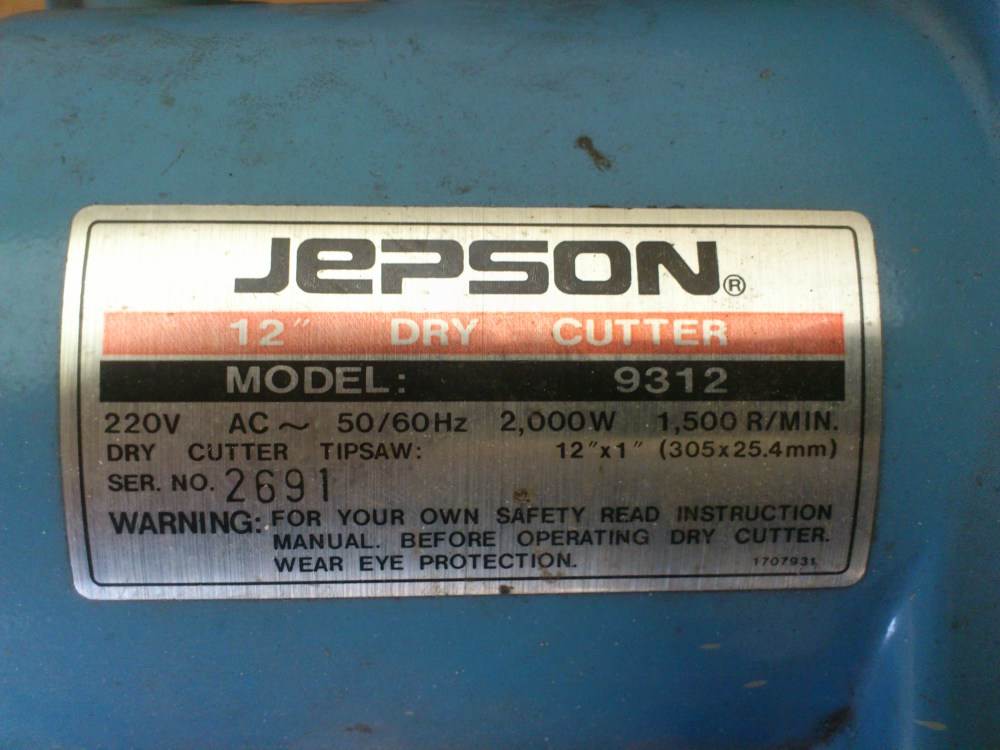 JEPSON®
12" DRY CUTTER
MODEL: 9312
220V AC ~ 50/60Hz 2,000W 1,500 R/MIN.
DRY CUTTER TIPSAW: 12"x1" (305x25.4mm)
SER. NO. 2691
WARNING: FOR YOUR OWN SAFETY READ INSTRUCTION
MANUAL. BEFORE OPERATING DRY CUTTER.
WEAR EYE PROTECTION.